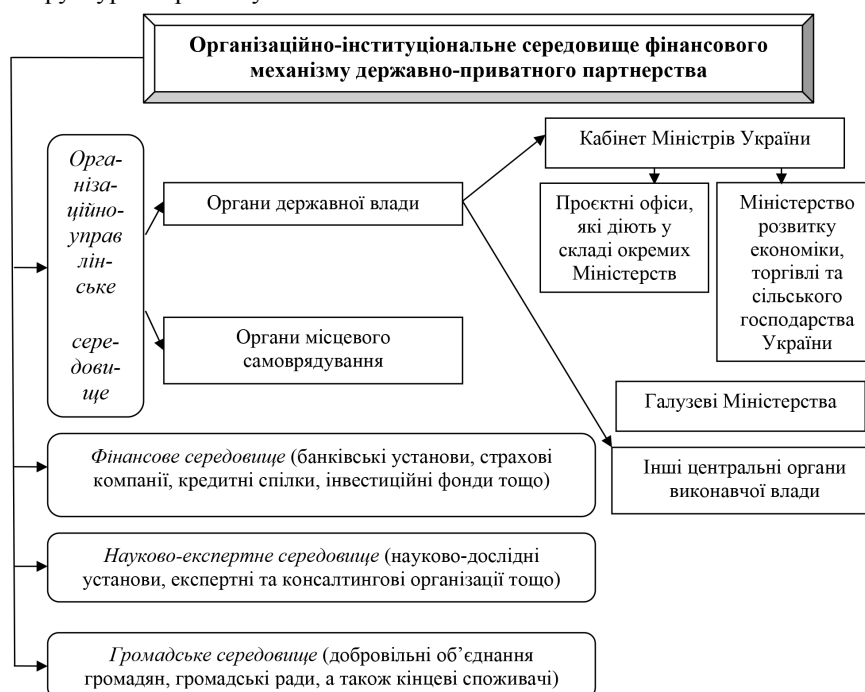 Організаційно-інституціональне середовище фінансового
механізму державно-приватного партнерства
Орга-
нізаційно-
ційно-
управ
лін-
ське
сере-
дови-
ще
Органи державної влади
Органи місцевого
самоврядування
Кабінет Міністрів України
Проєктні офіси,
які діють у
складі окремих
Міністерств
Міністерство
розвитку
економіки,
торгівлі та
сільського
господарства
України
Галузеві Міністерства
Інші центральні органи
виконавчої влади
Фінансове середовище (банківські установи, страхові
компанії, кредитні спілки, інвестиційні фонди тощо)
Науково-експертне середовище (науково-дослідні
установи, експертні та консалтингові організації тощо)
Громадське середовище (добровільні об’єднання
громадян, громадські ради, а також кінцеві споживачі)